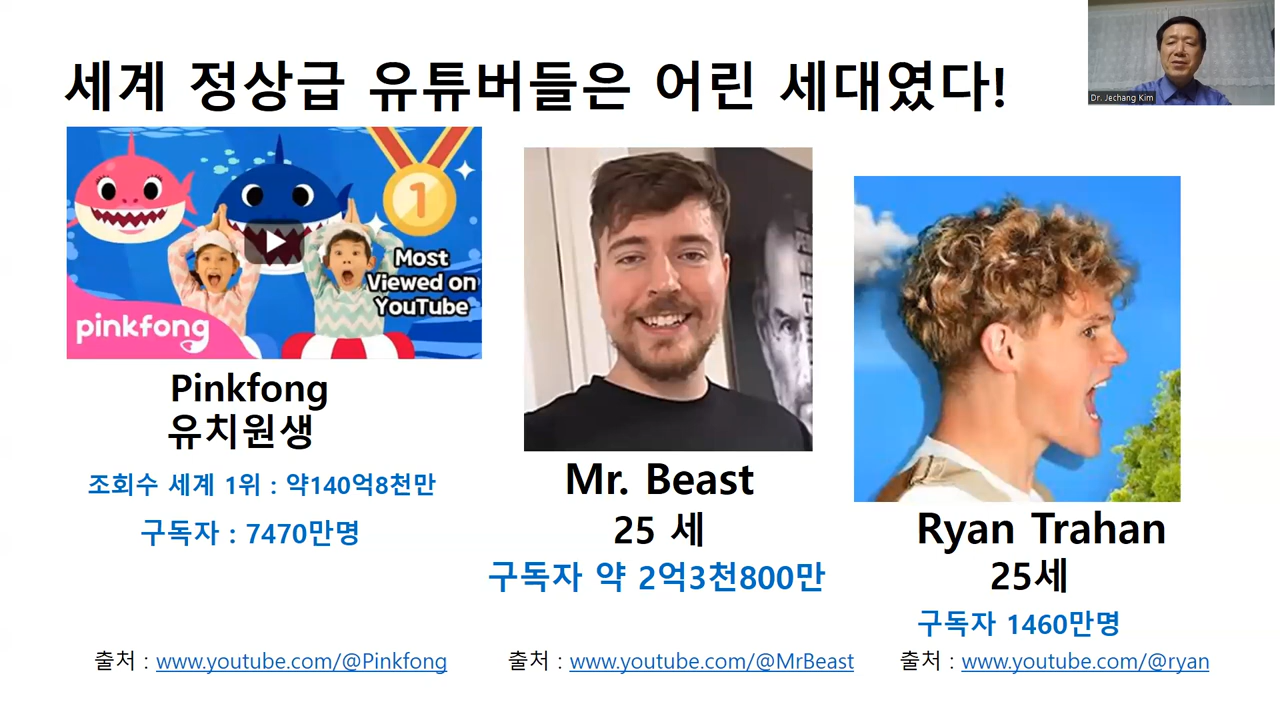 세계 정상급 유튜버들은 어린 세대였다!
Dr. Jechang Kim
1
Most
Viewed on
YouTube
pinkfong
Pinkfong
유치원생
조회수 세계 1위 : 약140억8천만
구독자 : 7470만명
출처 : www.youtube.com/@Pinkfong
Mr. Beast
25 세
구독자 약 2억3천800만
출처 : www.youtube.com/@MrBeast
Ryan Trahan
25세
구독자 1460만명
출처 : www.youtube.com/@ryan